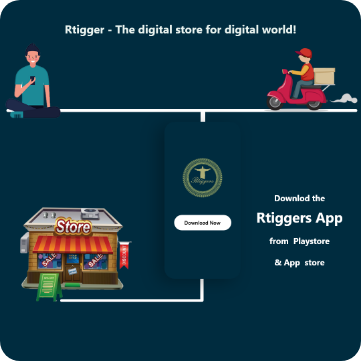 Rtigger - The digital store for digital world!
Rtiggers
Download Now
Downlod the
Rtiggers App
from Playstore
& App store
Store
SALE
SALE